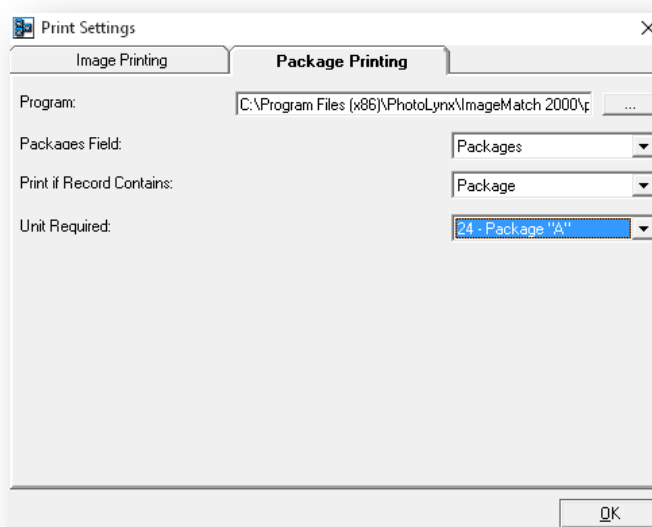 Print Settings
Image Printing
Package Printing
Program:
C:\Program Files (x86)\PhotoLynx\ImageMatch 2000\p
...
Packages Field:
Packages
Print if Record Contains:
Package
Unit Required:
24 - Package "A"
OK